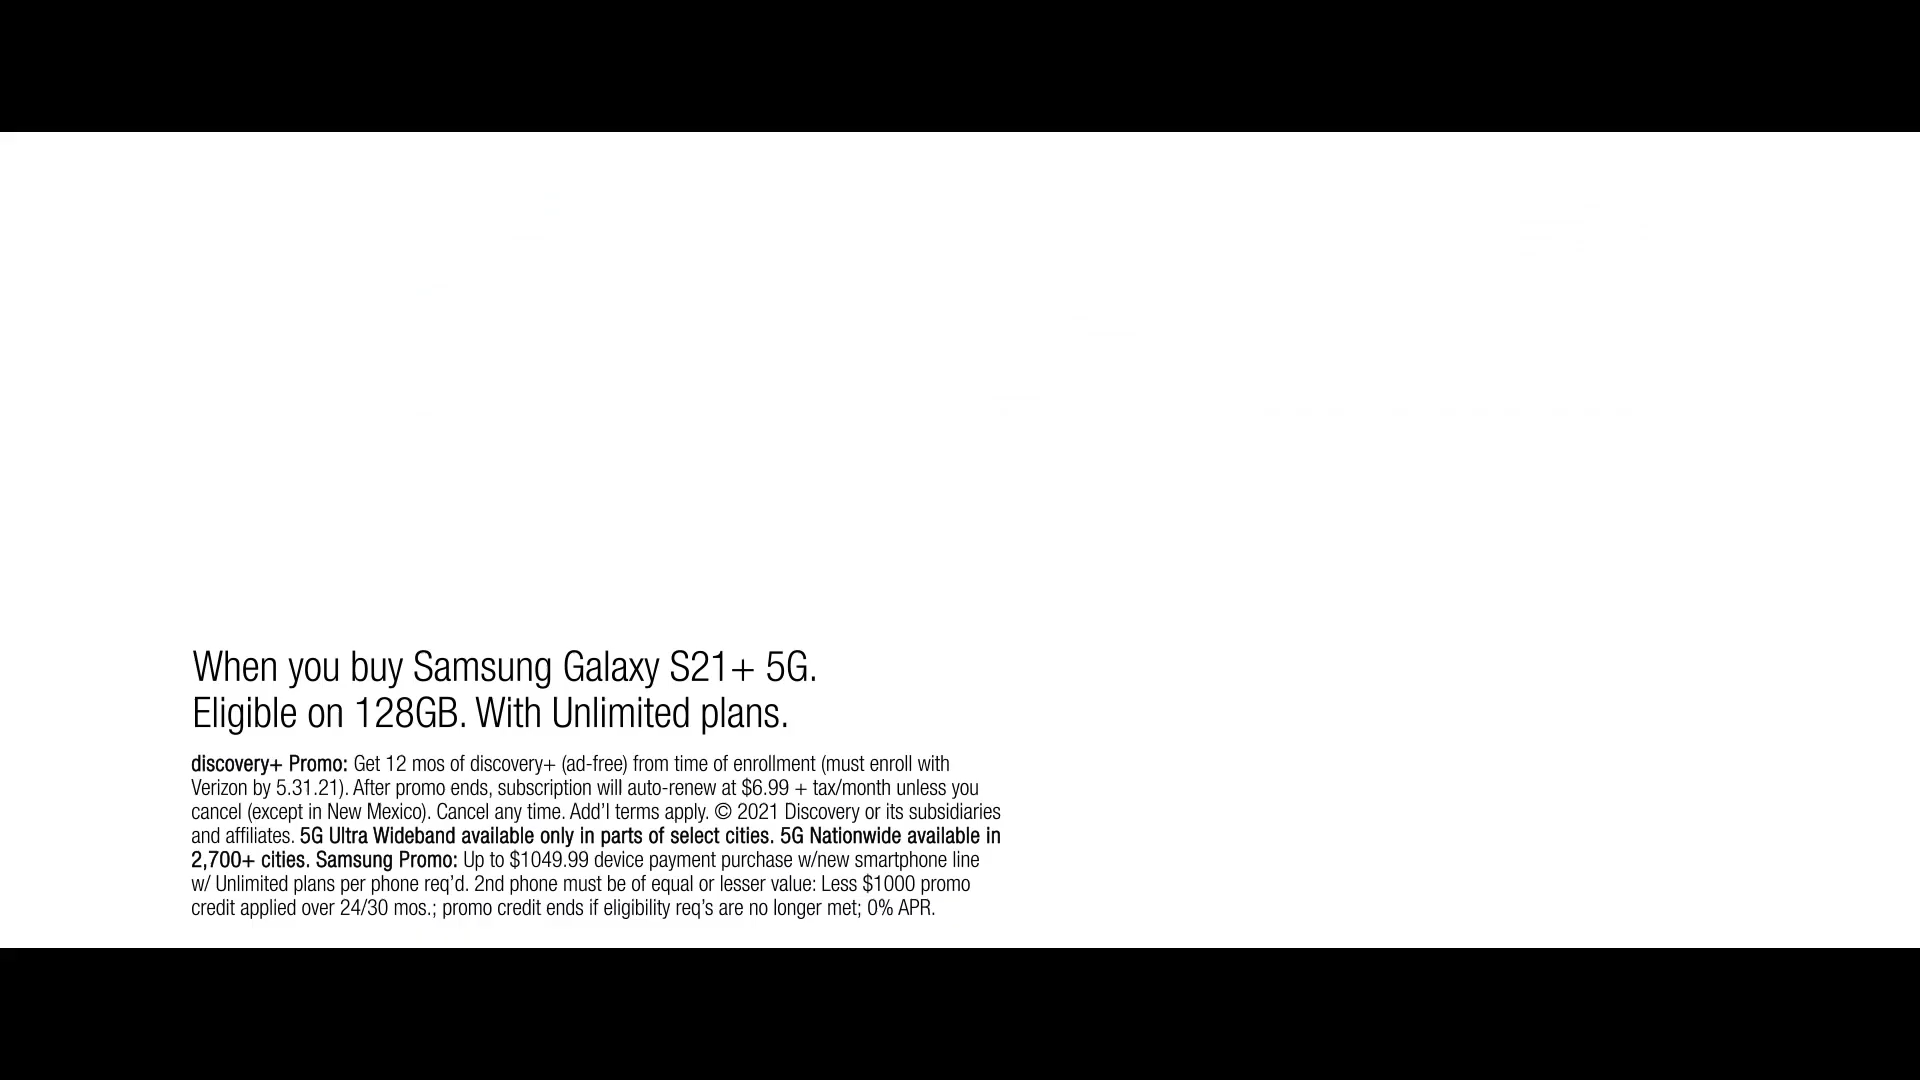 When you buy Samsung Galaxy S21+ 5G.
Eligible on 128GB. With Unlimited plans.
discovery+ Promo: Get 12 mos of discovery+ (ad-free) from time of enrollment (must enroll with
Verizon by 5.31.21). After promo ends, subscription will auto-renew at $6.99 + tax/month unless you
cancel (except in New Mexico). Cancel any time. Add’l terms apply. © 2021 Discovery or its subsidiaries
and affiliates. 5G Ultra Wideband available only in parts of select cities. 5G Nationwide available in
2,700+ cities. Samsung Promo: Up to $1049.99 device payment purchase w/new smartphone line
w/ Unlimited plans per phone req’d. 2nd phone must be of equal or lesser value: Less $1000 promo
credit applied over 24/30 mos.; promo credit ends if eligibility req’s are no longer met; 0% APR.